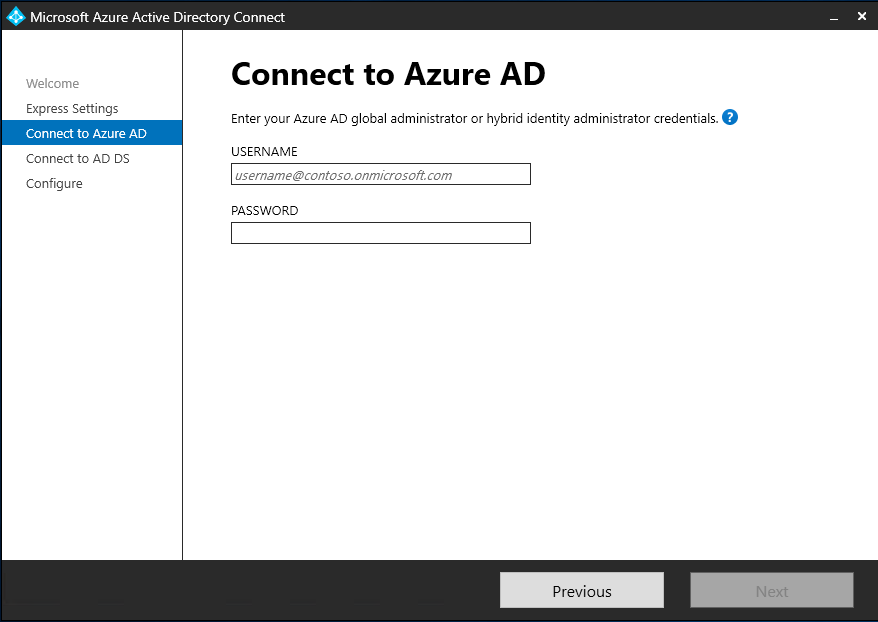 Microsoft Azure Active Directory Connect
Welcome
Express Settings
Connect to Azure AD
Connect to AD DS
Configure
Connect to Azure AD
Enter your Azure AD global administrator or hybrid identity administrator credentials. ?
USERNAME
username@contoso.onmicrosoft.com
PASSWORD
Previous
Next